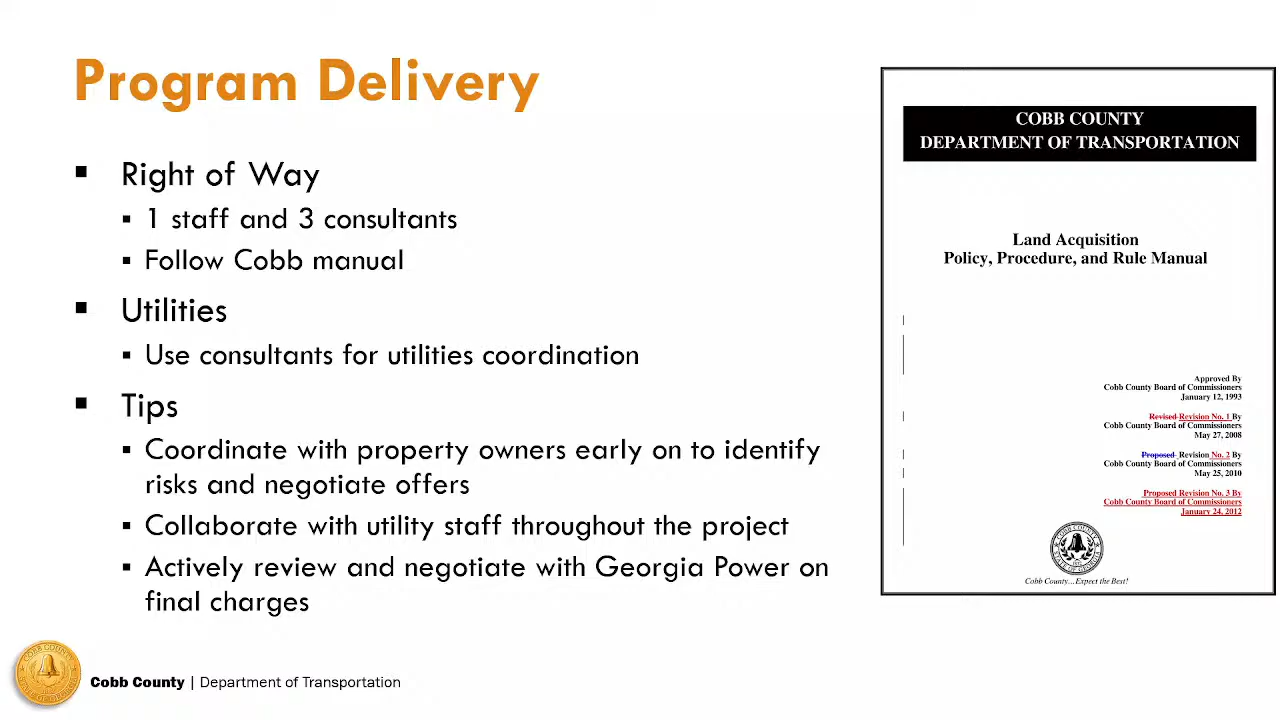 Program Delivery
▪ Right of Way
▪ 1 staff and 3 consultants
▪ Follow Cobb manual
▪ Utilities
▪ Use consultants for utilities coordination
▪ Tips
▪ Coordinate with property owners early on to identify
risks and negotiate offers
▪ Collaborate with utility staff throughout the project
▪ Actively review and negotiate with Georgia Power on
final charges
COBB COUNTY
DEPARTMENT OF TRANSPORTATION
Land Acquisition
Policy, Procedure, and Rule Manual
Approved By
Cobb County Board of Commissioners
January 12, 1993
Revised Revision No. 1 By
Cobb County Board of Commissioners
May 27, 2008
Proposed Revision No. 2 By
Cobb County Board of Commissioners
May 25, 2010
Proposed Revision No. 3 By
Cobb County Board of Commissioners
January 24, 2012
COBB COUNTY
Cobb County...Expect the Best!
COBB COUNTY
Cobb County | Department of Transportation